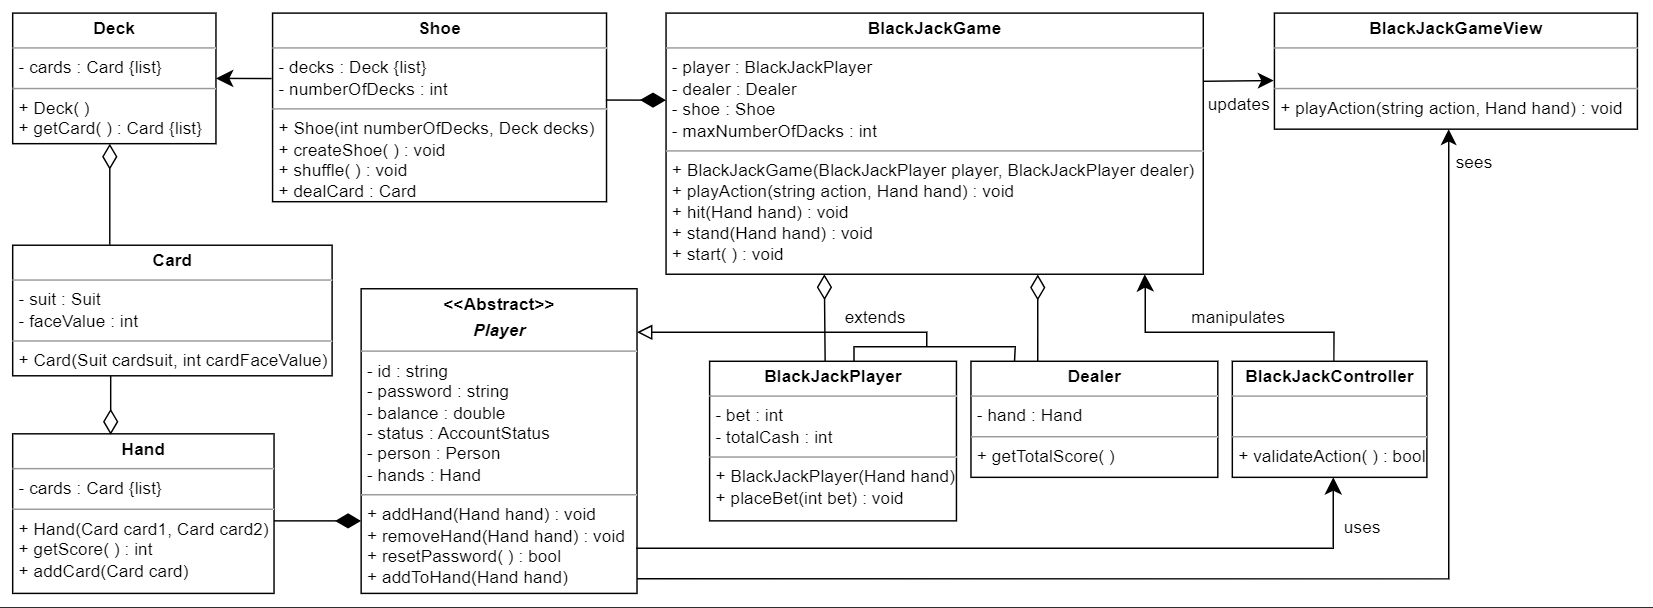 Deck
- cards : Card {list}
+ Deck( )
+ getCard( ) : Card {list}
Shoe
- decks : Deck {list}
- numberOfDecks : int
+ Shoe(int numberOfDecks, Deck decks)
+ createShoe( ) : void
+ shuffle( ) : void
+ dealCard : Card
BlackJackGame
- player : BlackJackPlayer
- dealer : Dealer
- shoe : Shoe
- maxNumberOfDacks : int
+ BlackJackGame(BlackJackPlayer player, BlackJackPlayer dealer)
+ playAction(string action, Hand hand) : void
+ hit(Hand hand) : void
+ stand(Hand hand) : void
+ start( ) : void
updates
BlackJackGameView
+ playAction(string action, Hand hand) : void
sees
Card
- suit : Suit
- faceValue : int
+ Card(Suit cardsuit, int cardFaceValue)
Hand
- cards : Card {list}
+ Hand(Card card1, Card card2)
+ getScore( ) : int
+ addCard(Card card)
<<Abstract>>
Player
- id : string
- password : string
- balance : double
- status : AccountStatus
- person : Person
- hands : Hand
+ addHand(Hand hand) : void
+ removeHand(Hand hand) : void
+ resetPassword( ) : bool
+ addToHand(Hand hand)
extends
BlackJackPlayer
- bet : int
- totalCash : int
+ BlackJackPlayer(Hand hand)
+ placeBet(int bet) : void
Dealer
- hand : Hand
+ getTotalScore( )
manipulates
BlackJackController
+ validateAction( ) : bool
uses